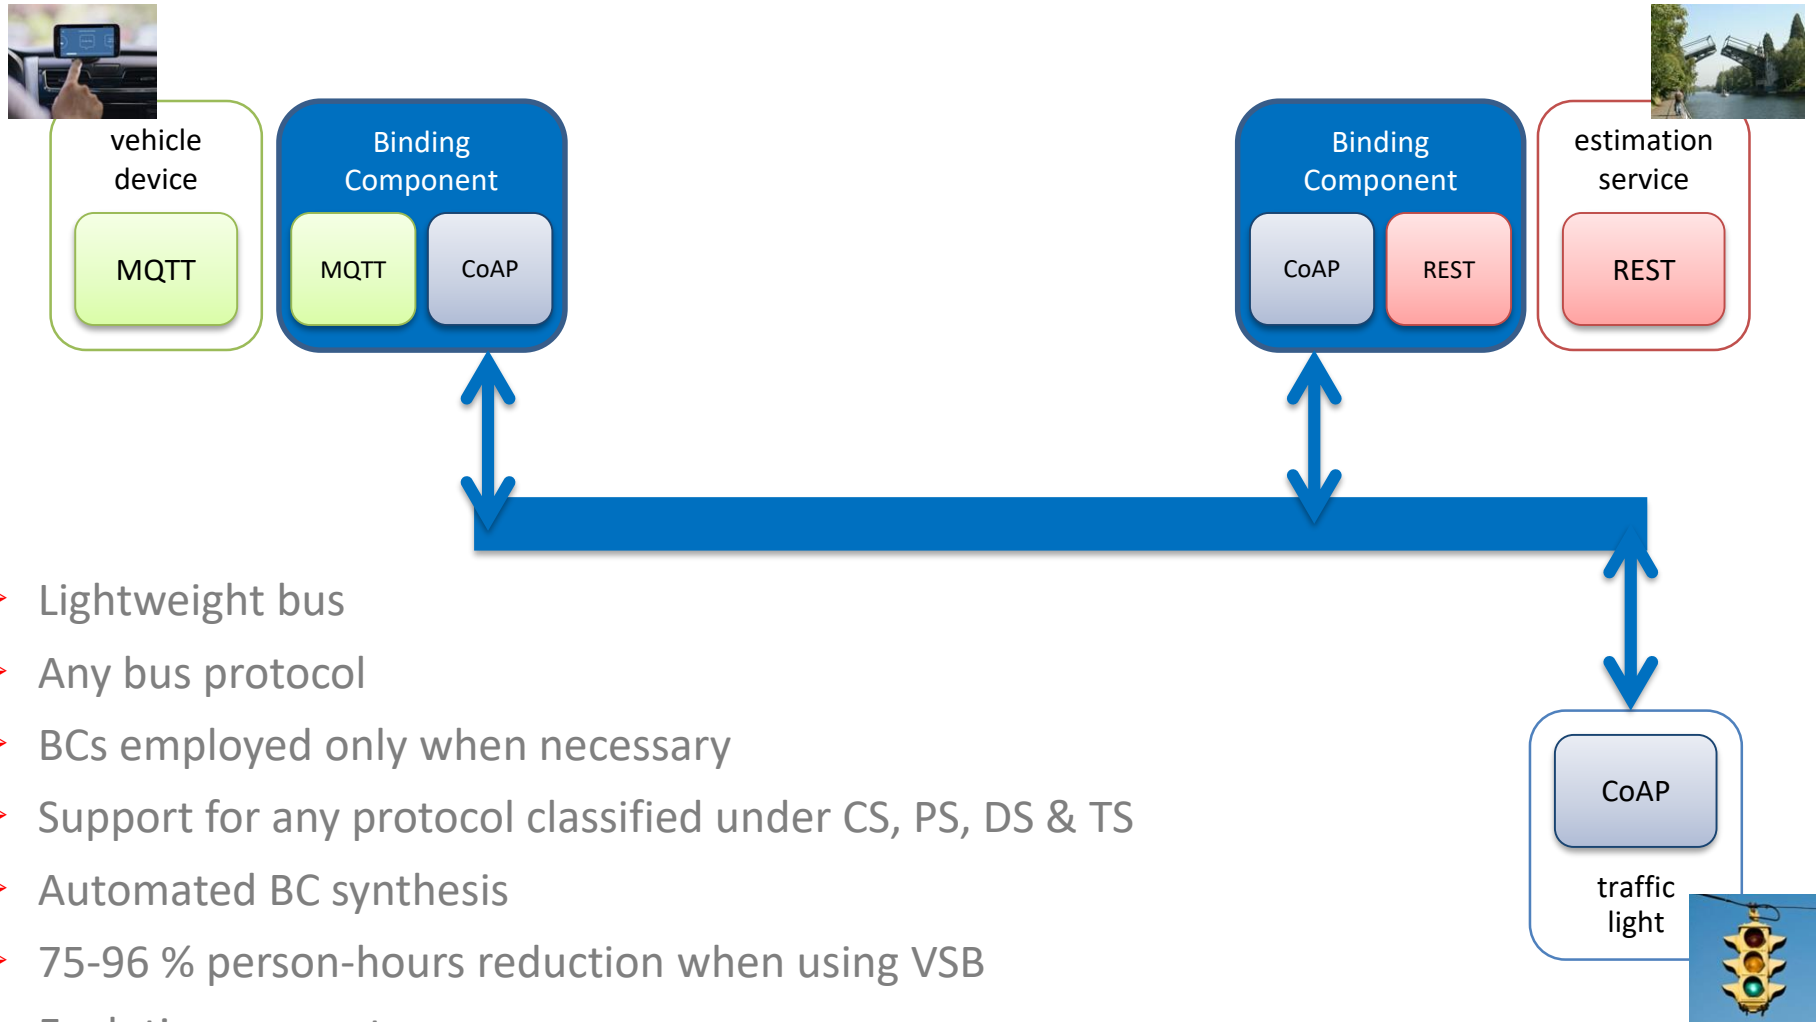 vehicle
device
MQTT
Binding
Component
MQTT
CoAP
Binding
Component
CoAP
REST
estimation
service
REST
Lightweight bus
Any bus protocol
BCs employed only when necessary
Support for any protocol classified under CS, PS, DS & TS
Automated BC synthesis
75-96 % person-hours reduction when using VSB
CoAP
traffic
light